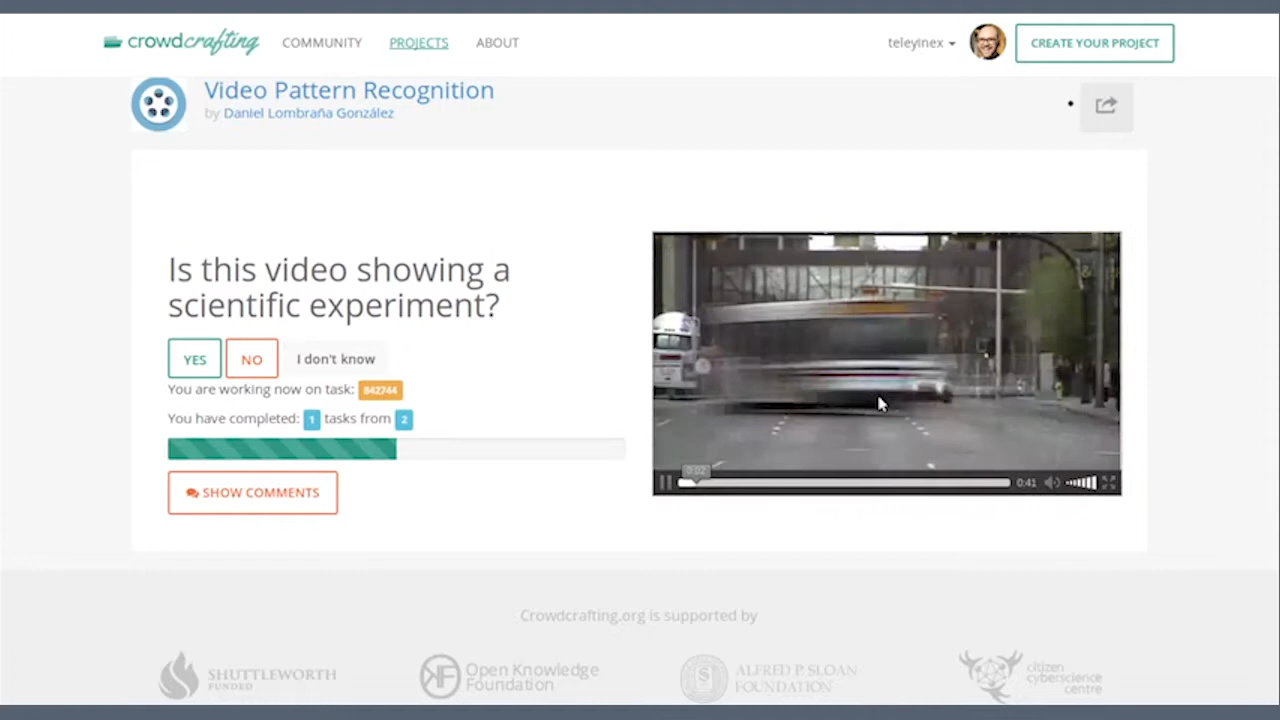 crowdcrafting COMMUNITY PROJECTS ABOUT teleyinex CREATE YOUR PROJECT
Video Pattern Recognition
by Daniel Lombraña González
Is this video showing a
scientific experiment?
YES NO I don't know
You are working now on task: 842744
You have completed: 1 tasks from 2
SHOW COMMENTS
0:02
0:41
Crowdcrafting.org is supported by
SHUTTLEWORTH
FUNDED
Open Knowledge
Foundation
ALFRED P. SLOAN
FOUNDATION
citizen
cyberscience
centre